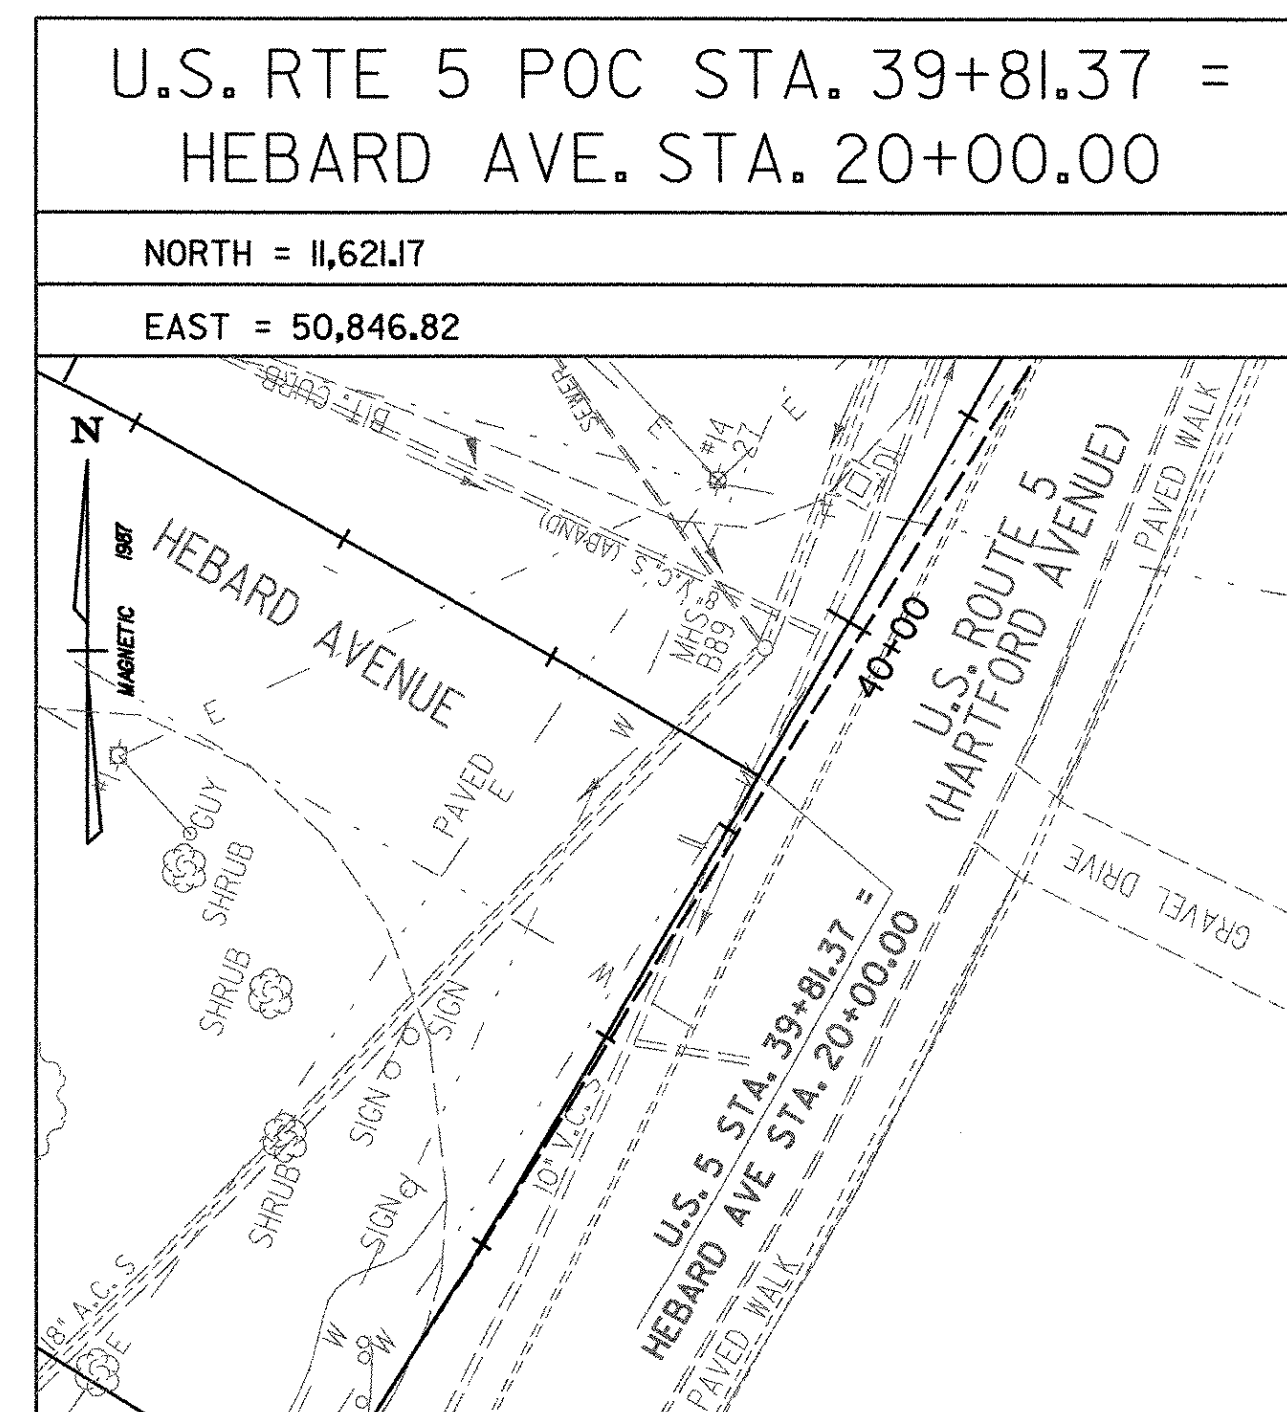 U.S. RTE 5 POC STA. 39+81.37 =
HEBARD AVE. STA. 20+00.00
NORTH = 11,621.17
EAST = 50,846.82
BIT. CURB
SEWER
E
#14
27
E
PAVED WALK
N
1987
MAGNETIC
HEBARD AVENUE
8" V.C. S (ABAND)
MHS
B89
D
40+00
U.S. ROUTE 5
(HARTFORD AVENUE)
E
W
W
PAVED
E
GUY
SHRUB
SHRUB
GRAVEL DRIVE
W
SIGN
SIGN
SIGN
SHRUB
10" V.C. S
U.S. 5 STA. 39+81.37 =
HEBARD AVE STA. 20+00.00
PAVED WALK
18" A.C. S
E
W
W